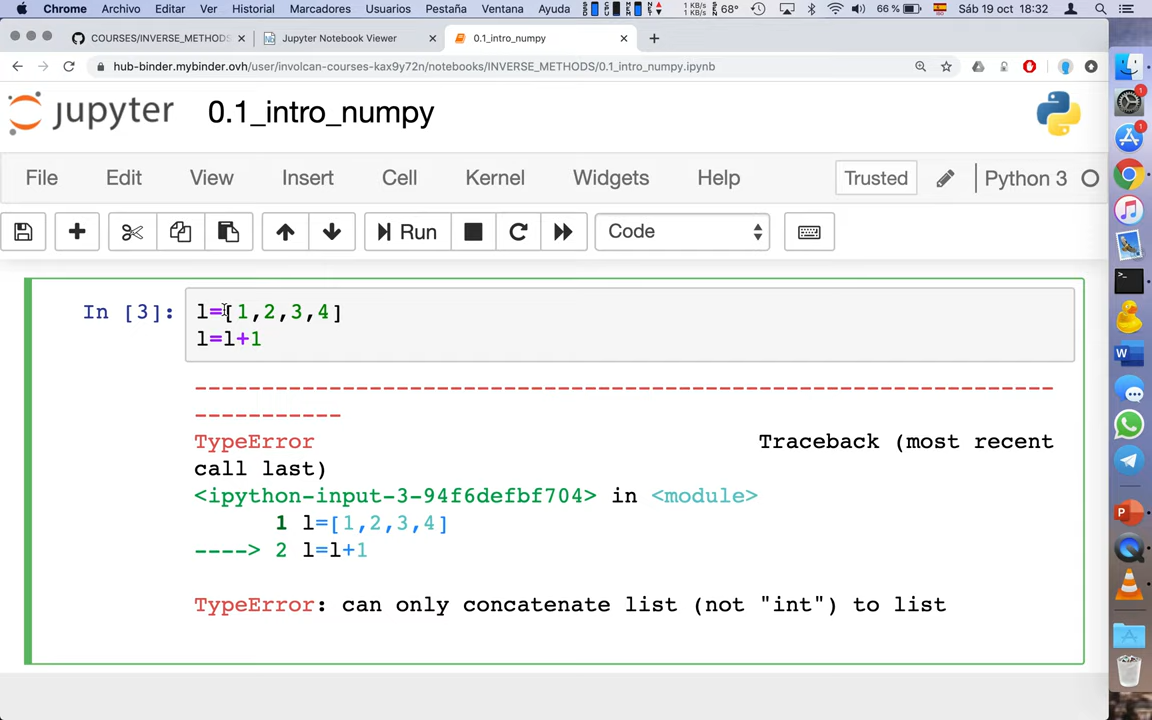 Chrome Archivo Editar Ver Historial Marcadores Usuarios Pestaña Ventana Ayuda 1 KB/s 1 KB/s 68° 66 % Sáb 19 oct 18:32
COURSES/INVERSE_METHODS Jupyter Notebook Viewer 0.1_intro_numpy
hub-binder.mybinder.ovh/user/involcan-courses-kax9y72n/notebooks/INVERSE_METHODS/0.1_intro_numpy.ipynb
jupyter 0.1_intro_numpy
File Edit View Insert Cell Kernel Widgets Help Trusted Python 3
Run Code
In [3]: l=[1,2,3,4]
l=l+1
--------------------------------------------------------------------------
TypeError Traceback (most recent
call last)
<ipython-input-3-94f6defbf704> in <module>
1 l=[1,2,3,4]
----> 2 l=l+1
TypeError: can only concatenate list (not "int") to list